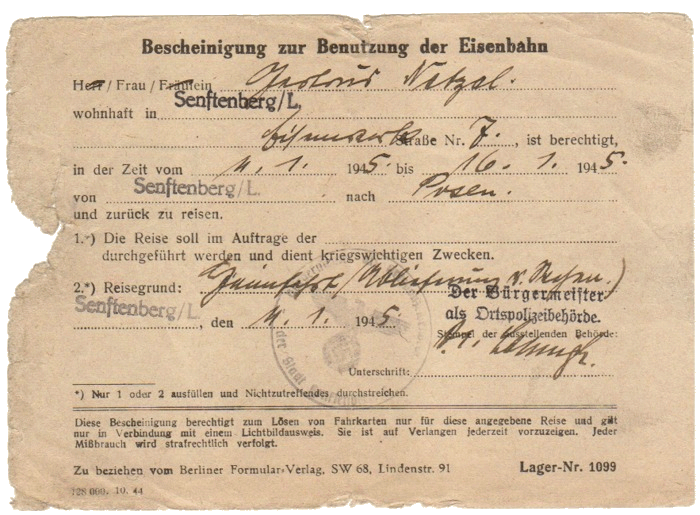 Bescheinigung zur Benutzung der Eisenbahn
Herr / Frau / Fräulein Gertrud
wohnhaft in Senftenberg/L.
Straße Nr. 7. , ist berechtigt,
in der Zeit vom 4. 1. 1945. bis 16. 1. 1945.
von Senftenberg/L. nach Posen.
und zurück zu reisen.
1.*) Die Reise soll im Auftrage der
durchgeführt werden und dient kriegswichtigen Zwecken.
2.*) Reisegrund: Heimfahrt
Der Bürgermeister
als Ortspolizeibehörde.
Senftenberg/L. , den 4. 1. 1945
Stempel der ausstellenden Behörde:
Unterschrift:
*) Nur 1 oder 2 ausfüllen und Nichtzutreffendes durchstreichen.
Diese Bescheinigung berechtigt zum Lösen von Fahrkarten nur für diese angegebene Reise und gilt
nur in Verbindung mit einem Lichtbildausweis. Sie ist auf Verlangen jederzeit vorzuzeigen. Jeder
Mißbrauch wird strafrechtlich verfolgt.
Zu beziehen vom Berliner Formular-Verlag, SW 68, Lindenstr. 91 Lager-Nr. 1099
128 000. 10. 44